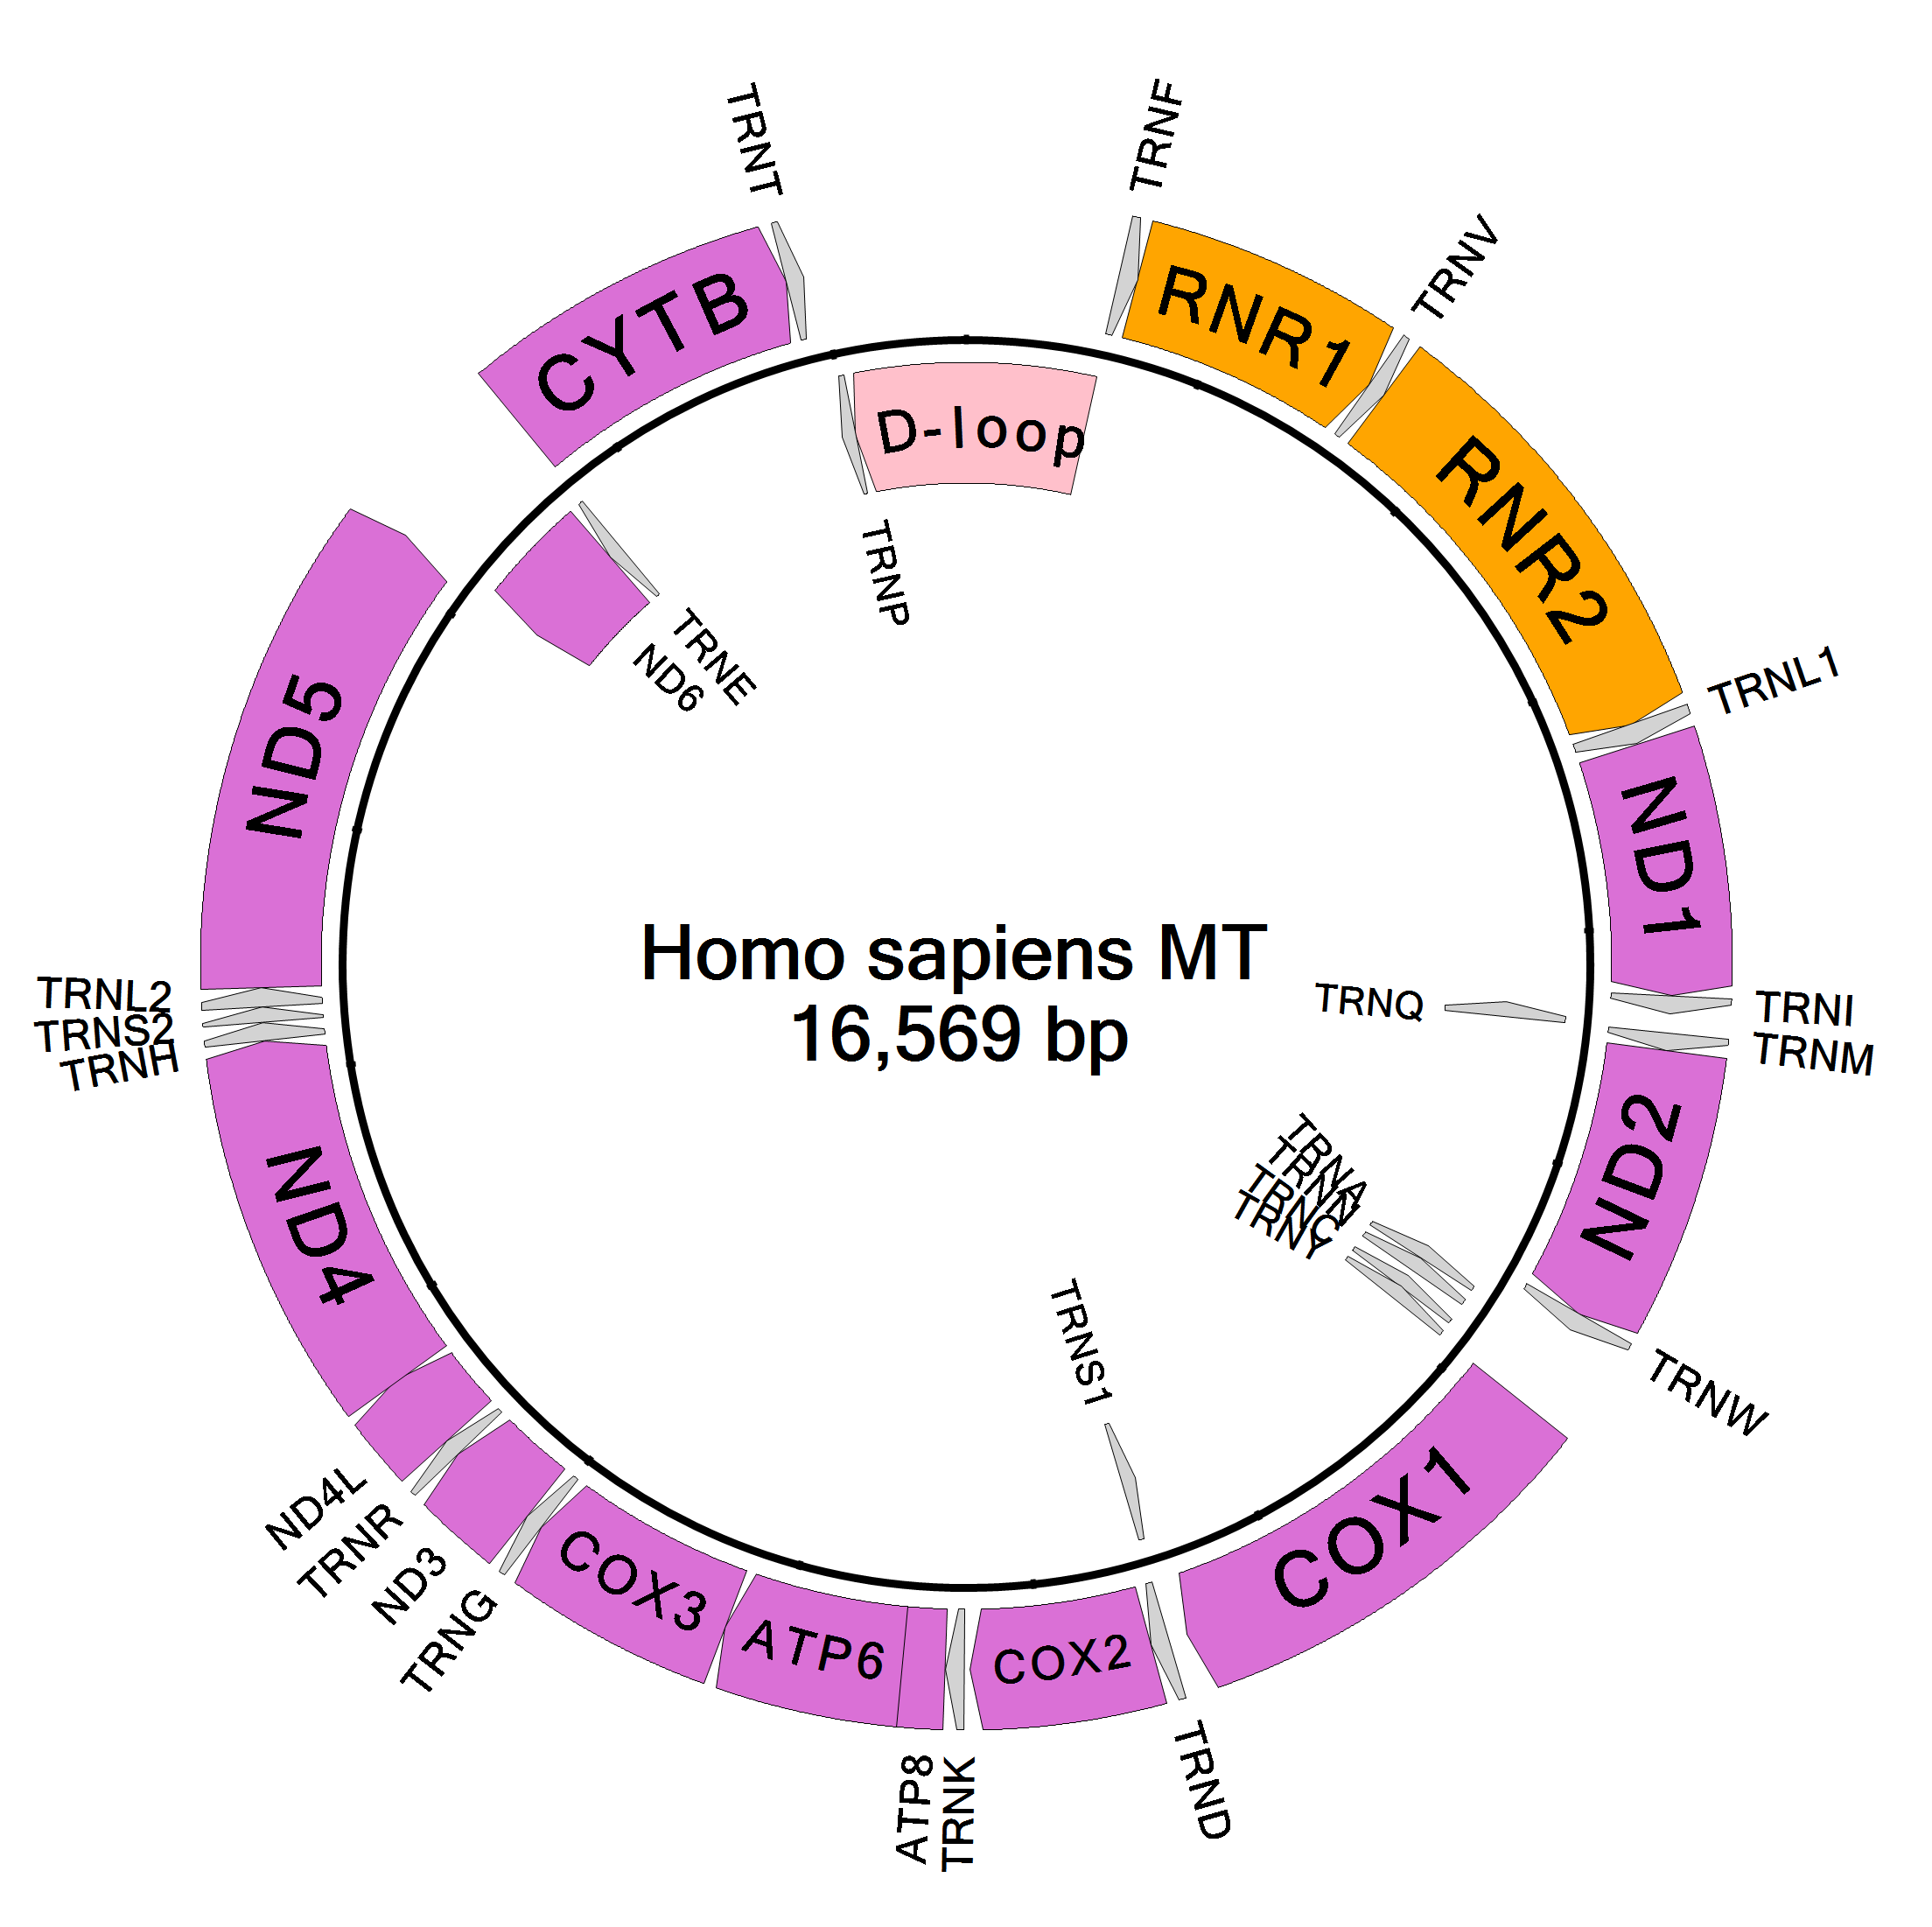 TRNT
TRNF
TRNV
CYTB
RNR1
D-loop
RNR2
TRNP
TRNE
ND6
TRNL1
ND5
ND1
Homo sapiens MT
16,569 bp
TRNQ
TRNI
TRNM
TRNL2
TRNS2
TRNH
ND2
TRNA
TRNN
TRNC
TRNY
ND4
TRNS1
TRNW
COX1
ND4L
TRNR
ND3
TRNG
COX3
ATP6
COX2
ATP8
TRNK
TRND